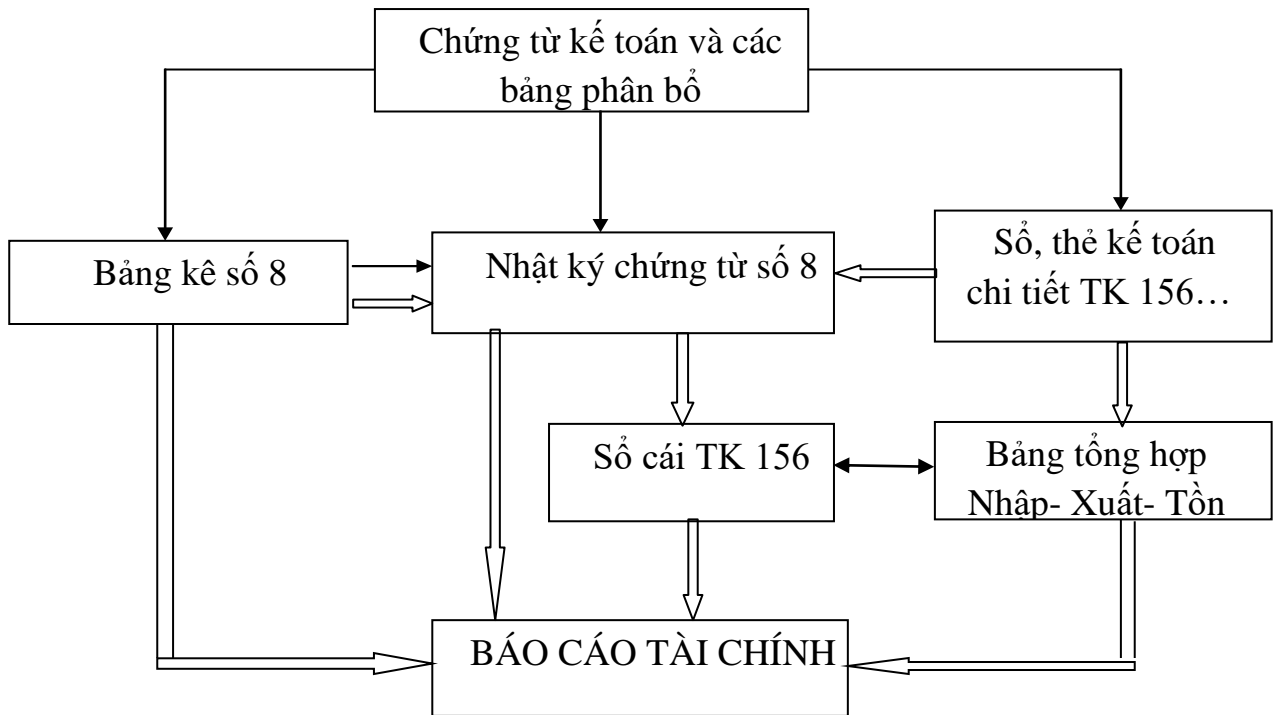 Chứng từ kế toán và các
bảng phân bổ
Bảng kê số 8
Nhật ký chứng từ số 8
Sổ, thẻ kế toán
chi tiết TK 156…
Sổ cái TK 156
Bảng tổng hợp
Nhập- Xuất- Tồn
BÁO CÁO TÀI CHÍNH